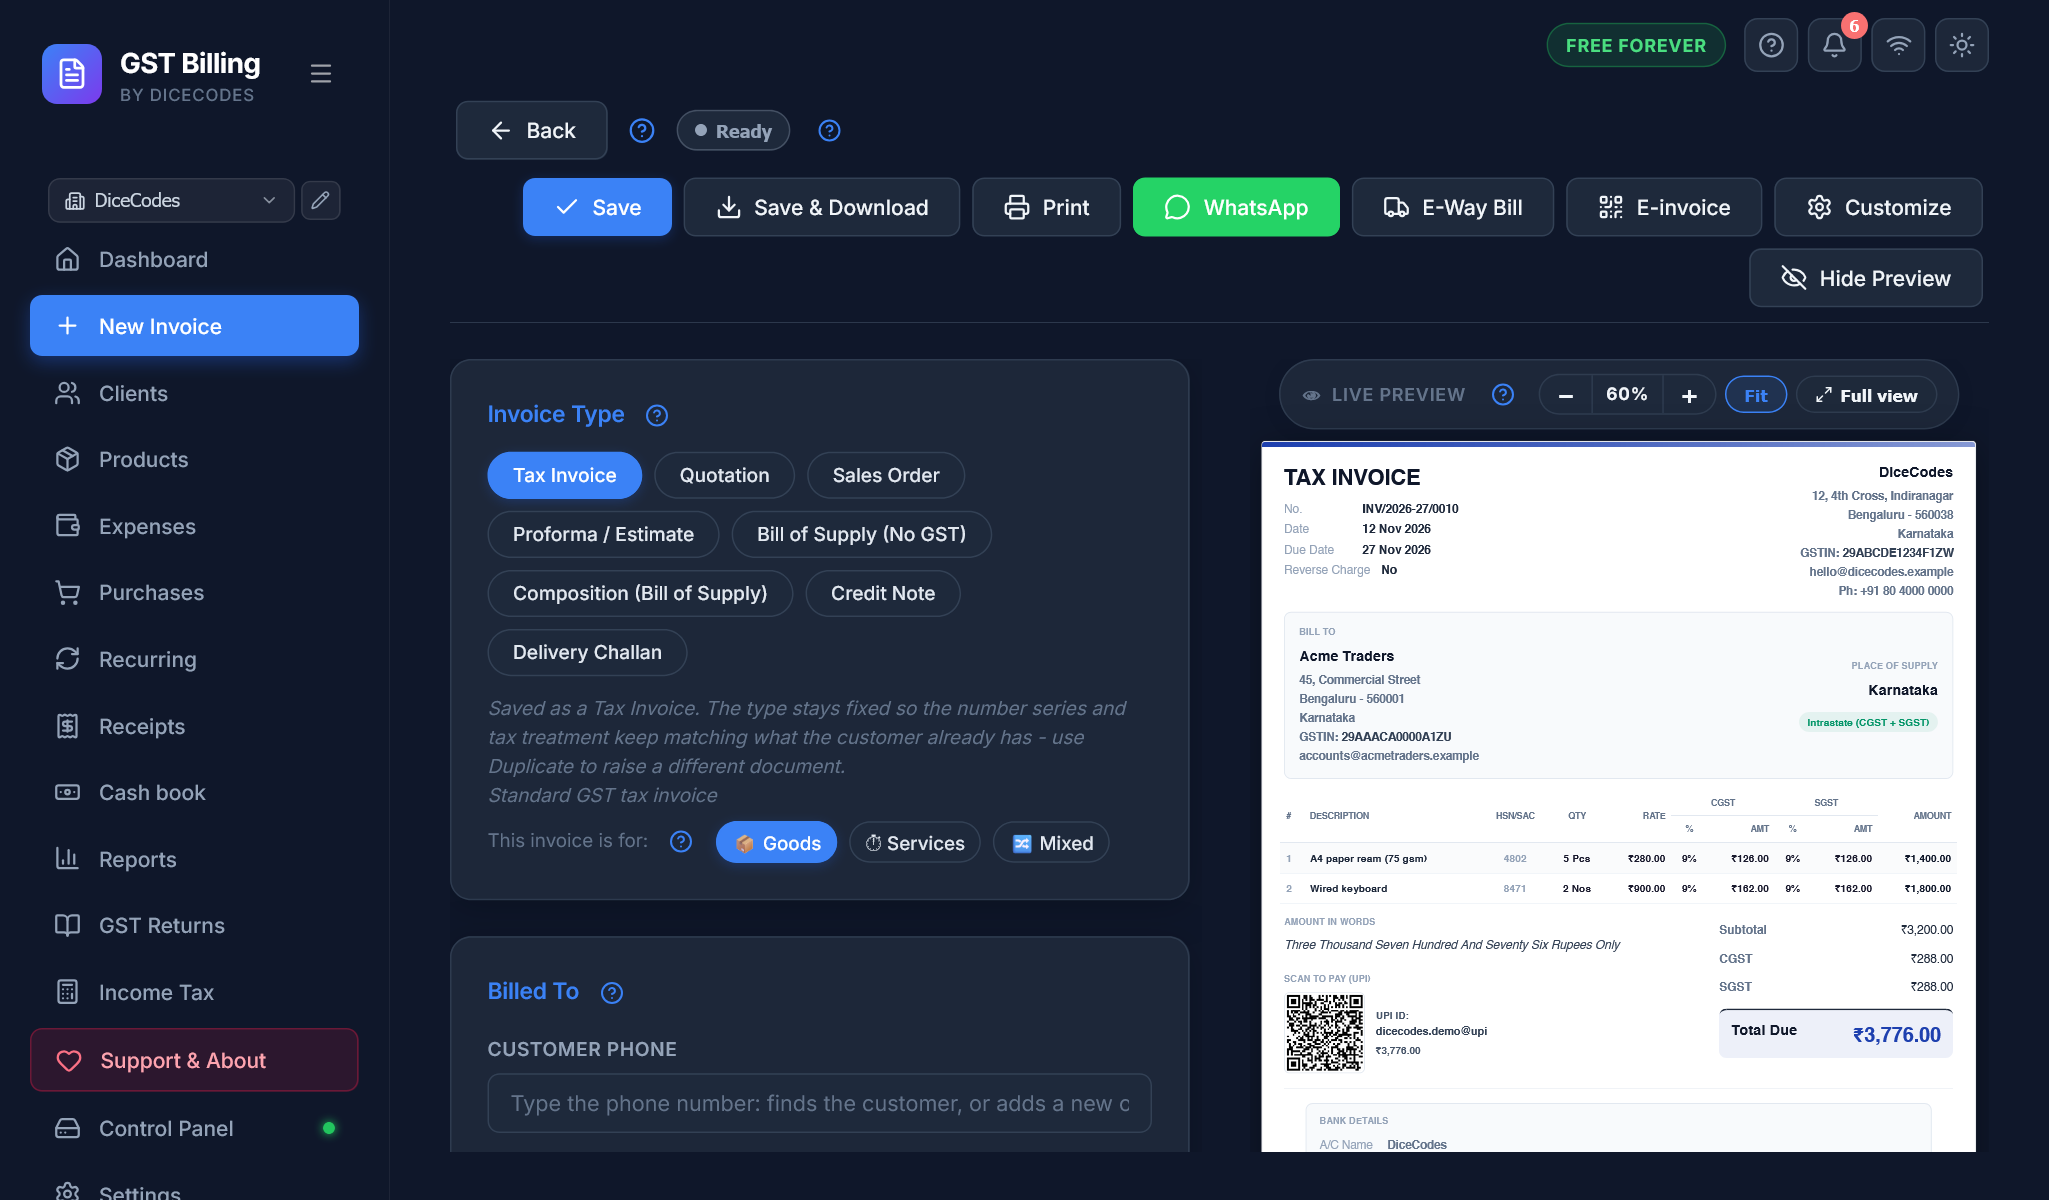 GST Billing
BY DICECODES
DiceCodes
Dashboard
New Invoice
Clients
Products
Expenses
Purchases
Recurring
Receipts
Cash book
Reports
GST Returns
Income Tax
Support & About
Control Panel
Settings
FREE FOREVER
6
Back
Ready
Save
Save & Download
Print
WhatsApp
E-Way Bill
E-invoice
Customize
Hide Preview
Invoice Type
Tax Invoice
Quotation
Sales Order
Proforma / Estimate
Bill of Supply (No GST)
Composition (Bill of Supply)
Credit Note
Delivery Challan
Saved as a Tax Invoice. The type stays fixed so the number series and
tax treatment keep matching what the customer already has - use
Duplicate to raise a different document.
Standard GST tax invoice
This invoice is for:
Goods
Services
Mixed
Billed To
CUSTOMER PHONE
Type the phone number: finds the customer, or adds a new c
LIVE PREVIEW
60%
Fit
Full view
TAX INVOICE
No. INV/2026-27/0010
Date 12 Nov 2026
Due Date 27 Nov 2026
Reverse Charge No
DiceCodes
12, 4th Cross, Indiranagar
Bengaluru - 560038
Karnataka
GSTIN: 29ABCDE1234F1ZW
hello@dicecodes.example
Ph: +91 80 4000 0000
BILL TO
Acme Traders
45, Commercial Street
Bengaluru - 560001
Karnataka
GSTIN: 29AAACA0000A1ZU
accounts@acmetraders.example
PLACE OF SUPPLY
Karnataka
Intrastate (CGST + SGST)
# DESCRIPTION HSN/SAC QTY RATE CGST SGST AMOUNT
% AMT % AMT
1 A4 paper ream (75 gsm) 4802 5 Pcs ₹280.00 9% ₹126.00 9% ₹126.00 ₹1,400.00
2 Wired keyboard 8471 2 Nos ₹900.00 9% ₹162.00 9% ₹162.00 ₹1,800.00
AMOUNT IN WORDS
Three Thousand Seven Hundred And Seventy Six Rupees Only
SCAN TO PAY (UPI)
UPI ID:
dicecodes.demo@upi
₹3,776.00
Subtotal ₹3,200.00
CGST ₹288.00
SGST ₹288.00
Total Due ₹3,776.00
BANK DETAILS
A/C Name DiceCodes